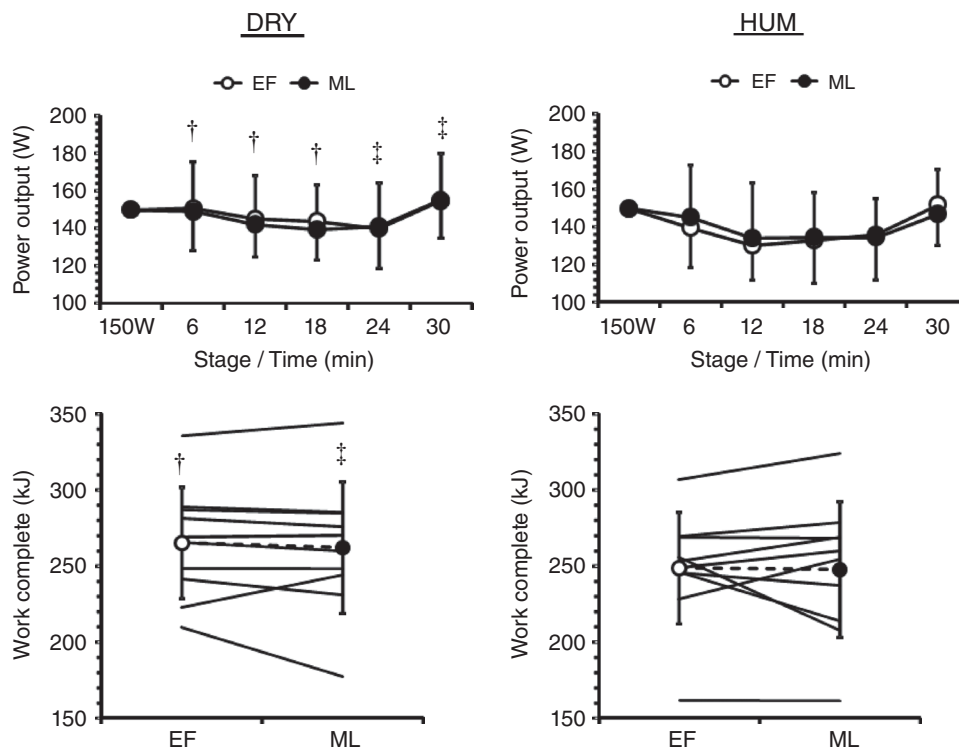 DRY
EF ML
Power output (W)
200
180
160
140
120
100
† † † ‡ ‡
150W 6 12 18 24 30
Stage / Time (min)
HUM
EF ML
Power output (W)
200
180
160
140
120
100
150W 6 12 18 24 30
Stage / Time (min)
Work complete (kJ)
350
300
250
200
150
† ‡
EF ML
Work complete (kJ)
350
300
250
200
150
EF ML